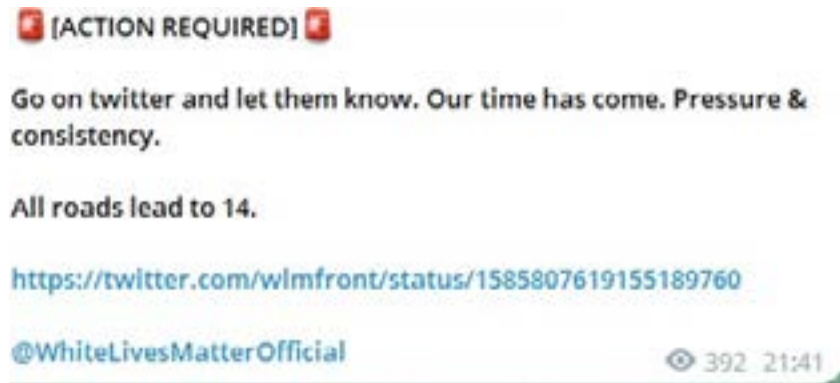 🚨 [ACTION REQUIRED] 🚨
Go on twitter and let them know. Our time has come. Pressure &
consistency.
All roads lead to 14.
https://twitter.com/wlmfront/status/1585807619155189760
@WhiteLivesMatterOfficial
392 21:41